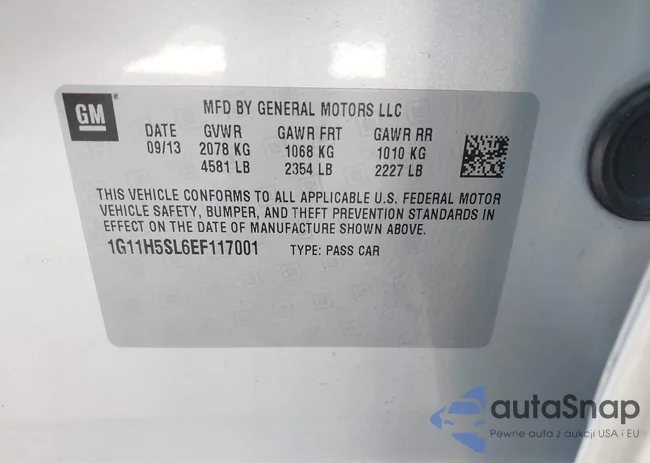 GM® MFD BY GENERAL MOTORS LLC
DATE GVWR GAWR FRT GAWR RR
09/13 2078 KG 1068 KG 1010 KG
4581 LB 2354 LB 2227 LB
THIS VEHICLE CONFORMS TO ALL APPLICABLE U.S. FEDERAL MOTOR
VEHICLE SAFETY, BUMPER, AND THEFT PREVENTION STANDARDS IN
EFFECT ON THE DATE OF MANUFACTURE SHOWN ABOVE.
1G11H5SL6EF117001 TYPE: PASS CAR
autaSnap
Pewne auta z aukcji USA i EU